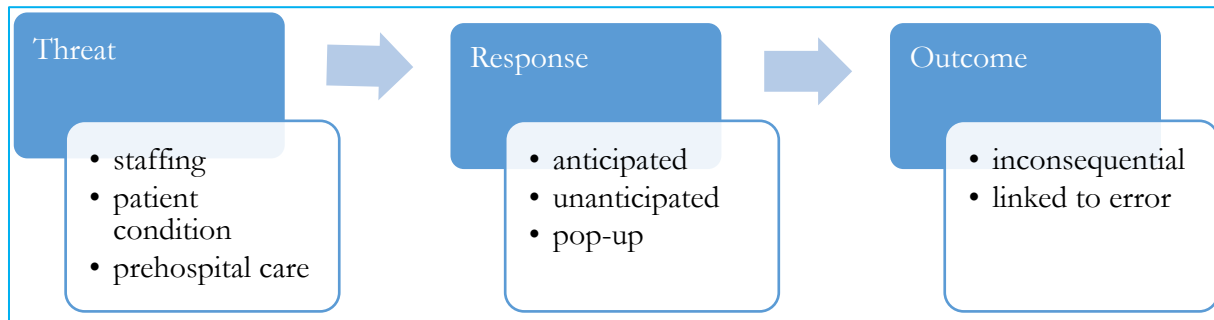 Threat
• staffing
• patient
condition
• prehospital care
Response
• anticipated
• unanticipated
• pop-up
Outcome
• inconsequential
• linked to error